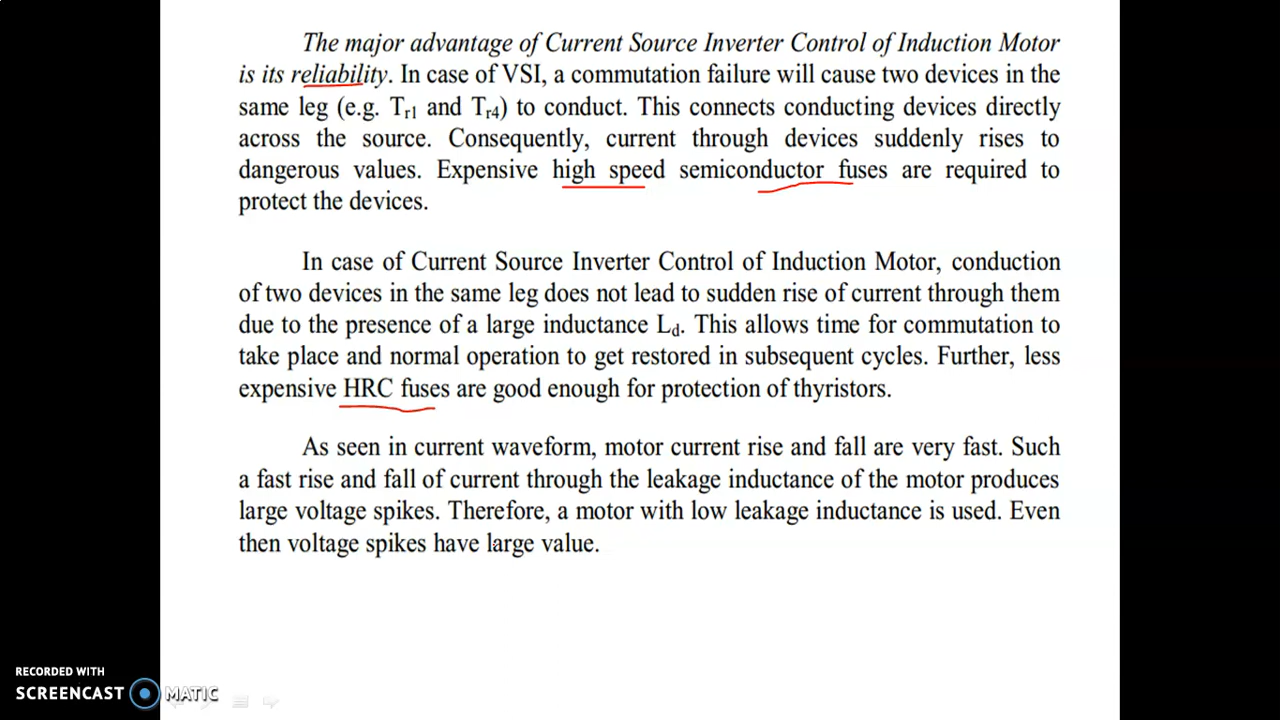 The major advantage of Current Source Inverter Control of Induction Motor
is its reliability. In case of VSI, a commutation failure will cause two devices in the
same leg (e.g. Tr1 and Tr4) to conduct. This connects conducting devices directly
across the source. Consequently, current through devices suddenly rises to
dangerous values. Expensive high speed semiconductor fuses are required to
protect the devices.
In case of Current Source Inverter Control of Induction Motor, conduction
of two devices in the same leg does not lead to sudden rise of current through them
due to the presence of a large inductance Ld. This allows time for commutation to
take place and normal operation to get restored in subsequent cycles. Further, less
expensive HRC fuses are good enough for protection of thyristors.
As seen in current waveform, motor current rise and fall are very fast. Such
a fast rise and fall of current through the leakage inductance of the motor produces
large voltage spikes. Therefore, a motor with low leakage inductance is used. Even
then voltage spikes have large value.
RECORDED WITH
SCREENCAST MATIC